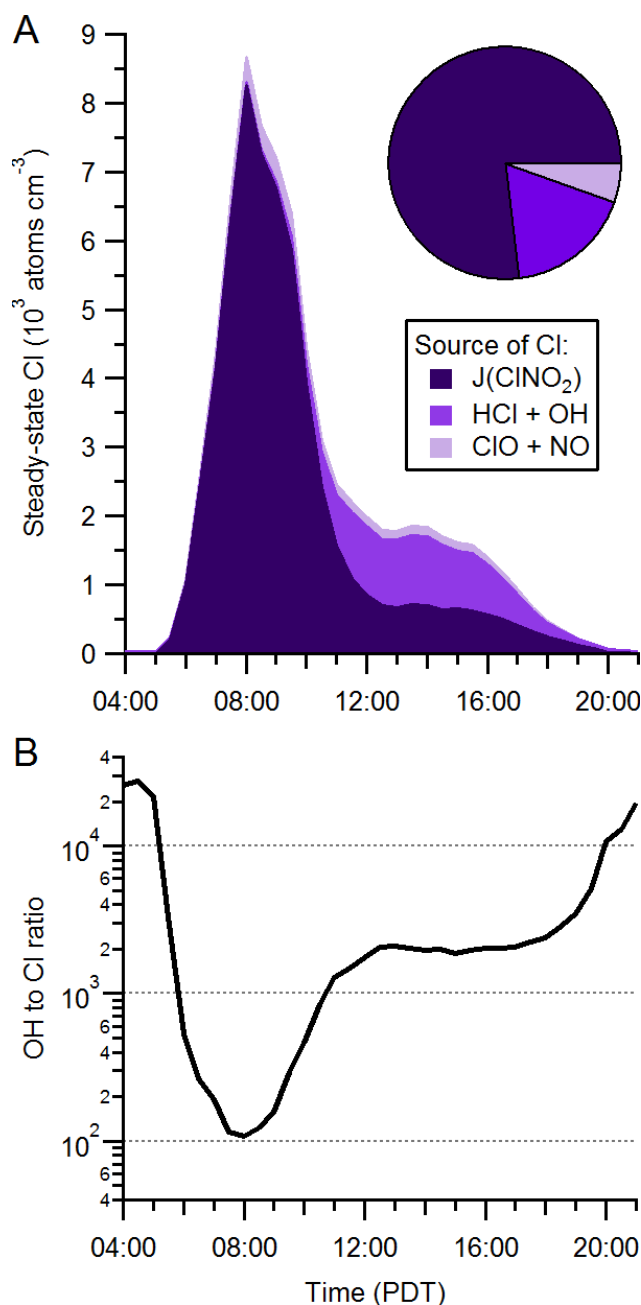 A
Steady-state Cl (10³ atoms cm⁻³)
9
8
7
6
5
4
3
2
1
0
Source of Cl:
J(ClNO₂)
HCl + OH
ClO + NO
04:00 08:00 12:00 16:00 20:00
B
OH to Cl ratio
4
2
10⁴
6
4
2
10³
6
4
2
10²
6
4
04:00 08:00 12:00 16:00 20:00
Time (PDT)